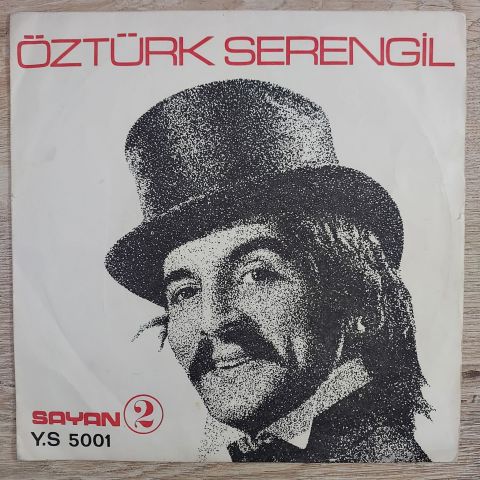 ÖZTÜRK SERENGİL
SAYAN 2
Y.S 5001